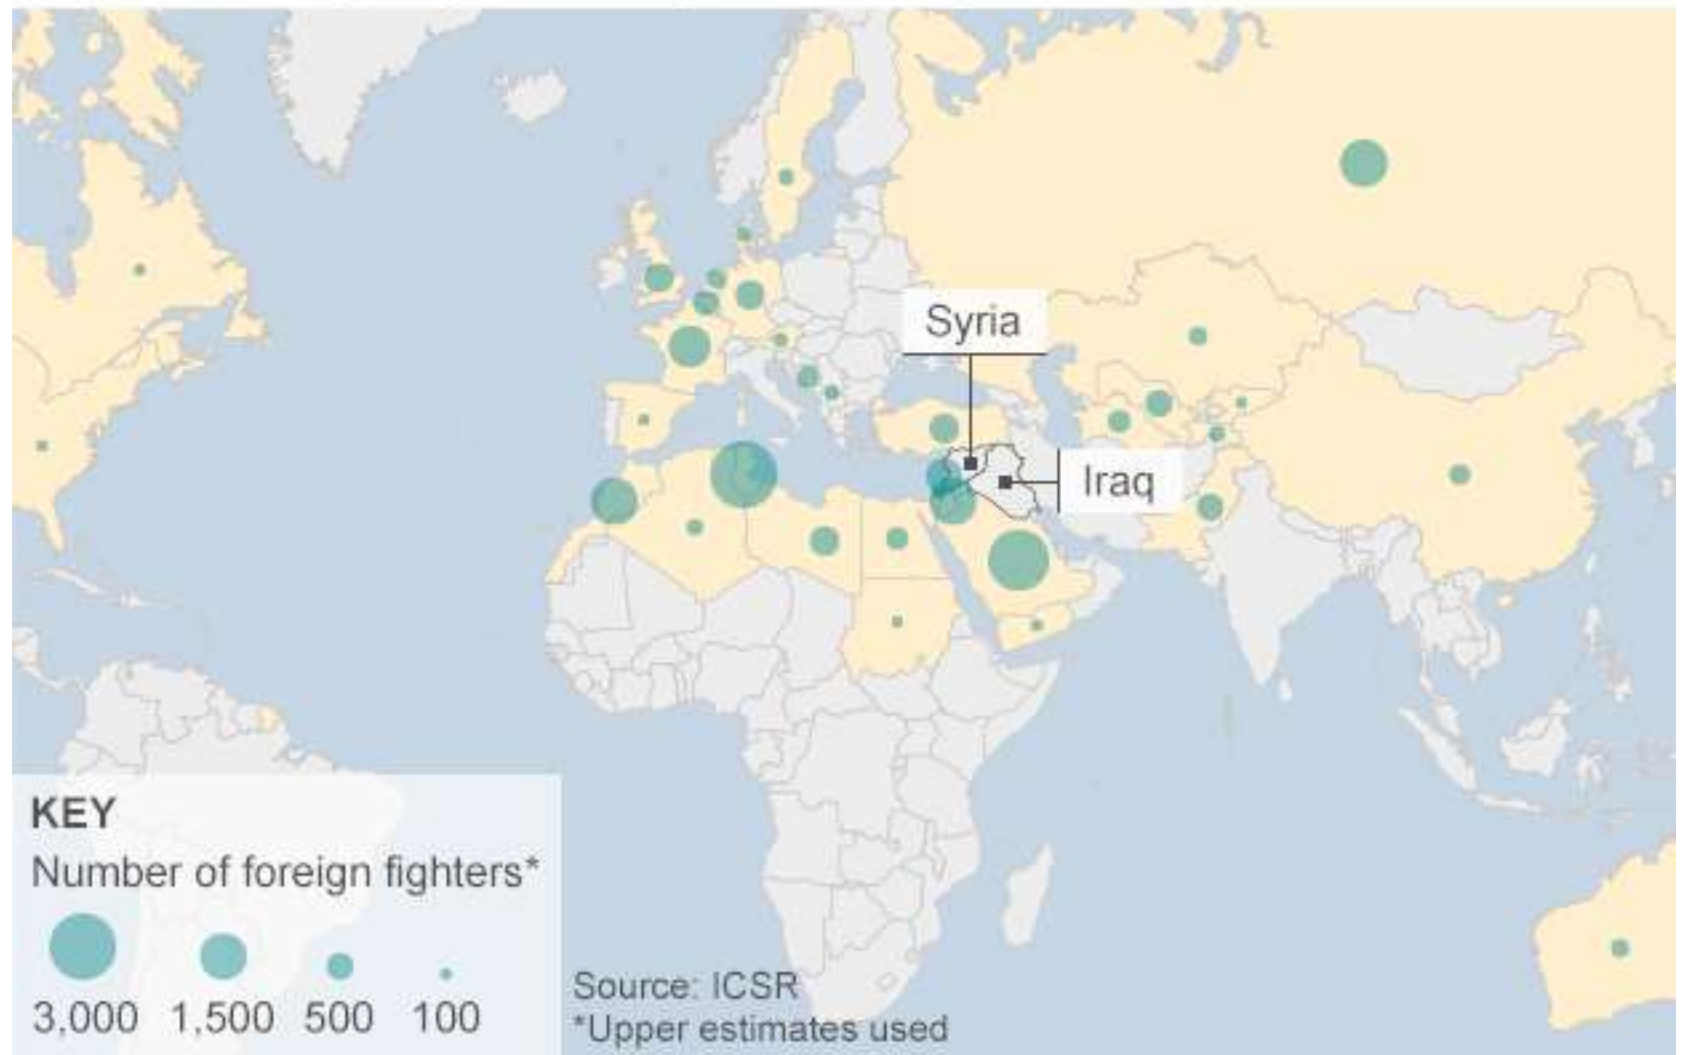 Syria
Iraq
KEY
Number of foreign fighters*
3,000 1,500 500 100
Source: ICSR
*Upper estimates used